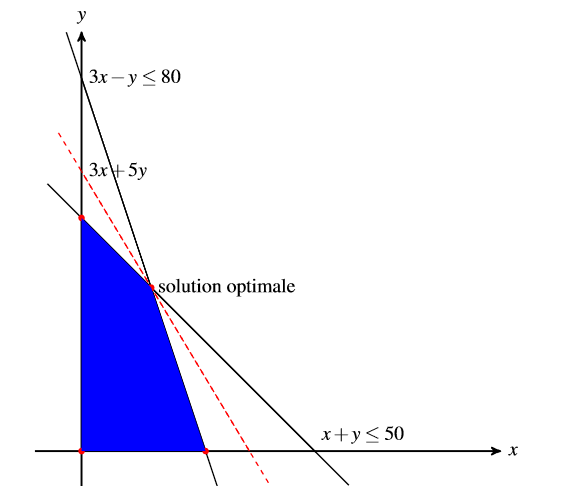 y
3x − y ≤ 80
3x + 5y
solution optimale
x + y ≤ 50
x